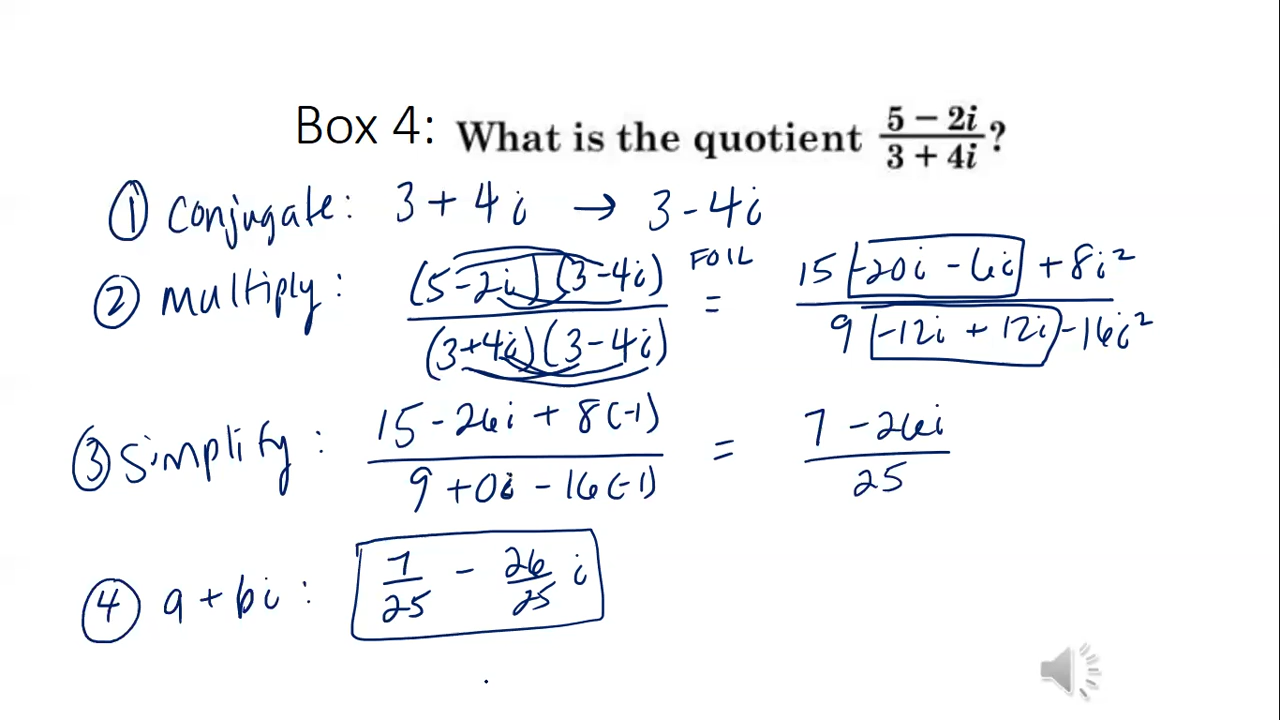 Box 4: What is the quotient (5 − 2i)/(3 + 4i)?
① Conjugate: 3 + 4i → 3 - 4i
② multiply: (5-2i)(3-4i)/(3+4i)(3-4i) FOIL = (15 -20i - 6i + 8i²)/(9 -12i + 12i -16i²)
③ Simplify: (15 - 26i + 8(-1))/(9 + 0i - 16(-1)) = (7 - 26i)/25
④ a + bi: 7/25 - 26/25 i